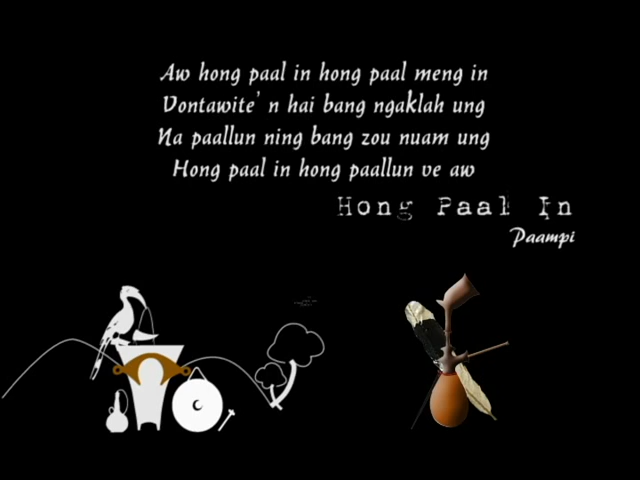 Aw hong paal in hong paal meng in
Vontawite' n hai bang ngaklah ung
Na paallun ning bang zou nuam ung
Hong paal in hong paallun ve aw
Hong Paal In
Paampi